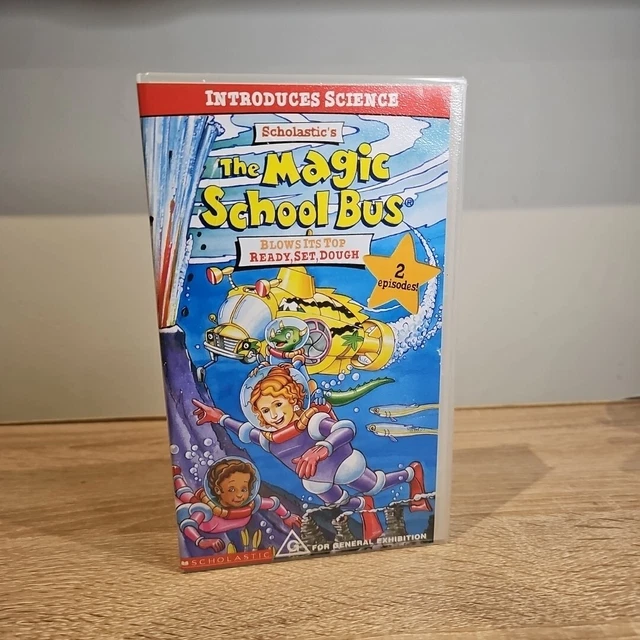 INTRODUCES SCIENCE
Scholastic's
The Magic
School Bus®
BLOWS ITS TOP
READY, SET, DOUGH
2
episodes!
G FOR GENERAL EXHIBITION
SCHOLASTIC